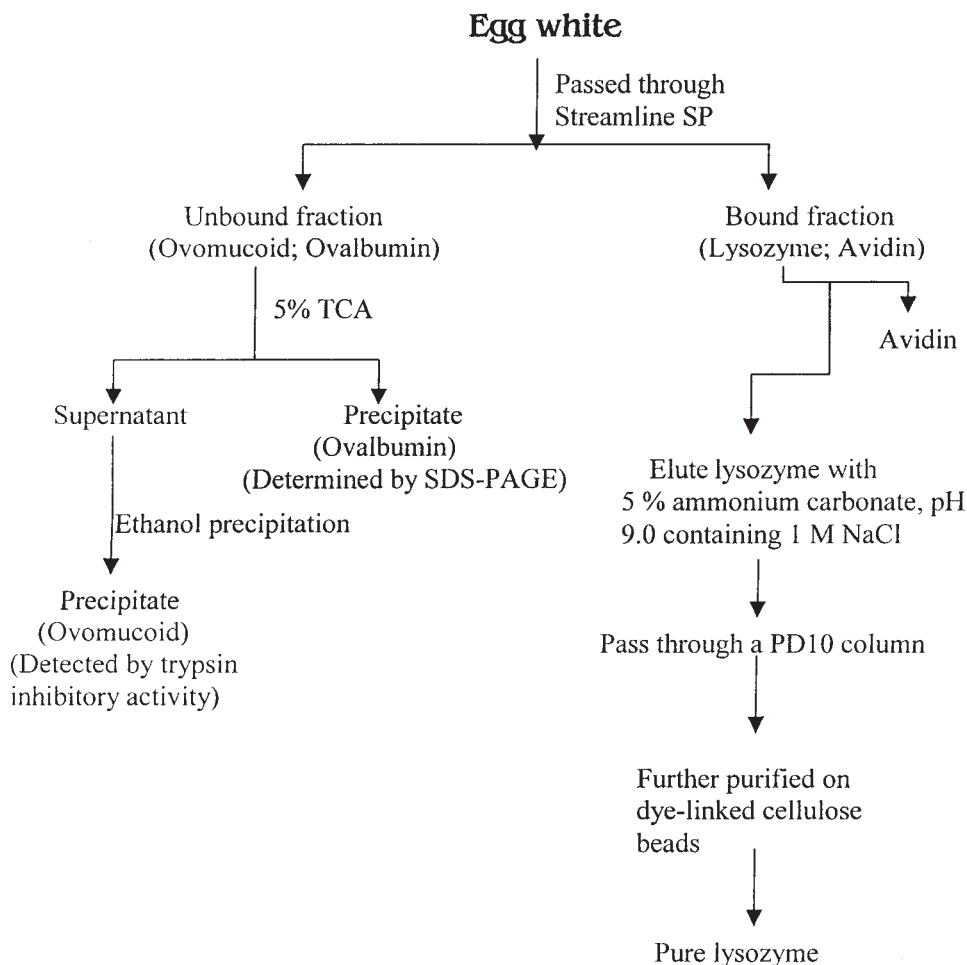 Egg white
Passed through
Streamline SP
Unbound fraction
(Ovomucoid; Ovalbumin)
Bound fraction
(Lysozyme; Avidin)
5% TCA
Avidin
Supernatant
Precipitate
(Ovalbumin)
(Determined by SDS-PAGE)
Ethanol precipitation
Precipitate
(Ovomucoid)
(Detected by trypsin
inhibitory activity)
Elute lysozyme with
5 % ammonium carbonate, pH
9.0 containing 1 M NaCl
Pass through a PD10 column
Further purified on
dye-linked cellulose
beads
Pure lysozyme